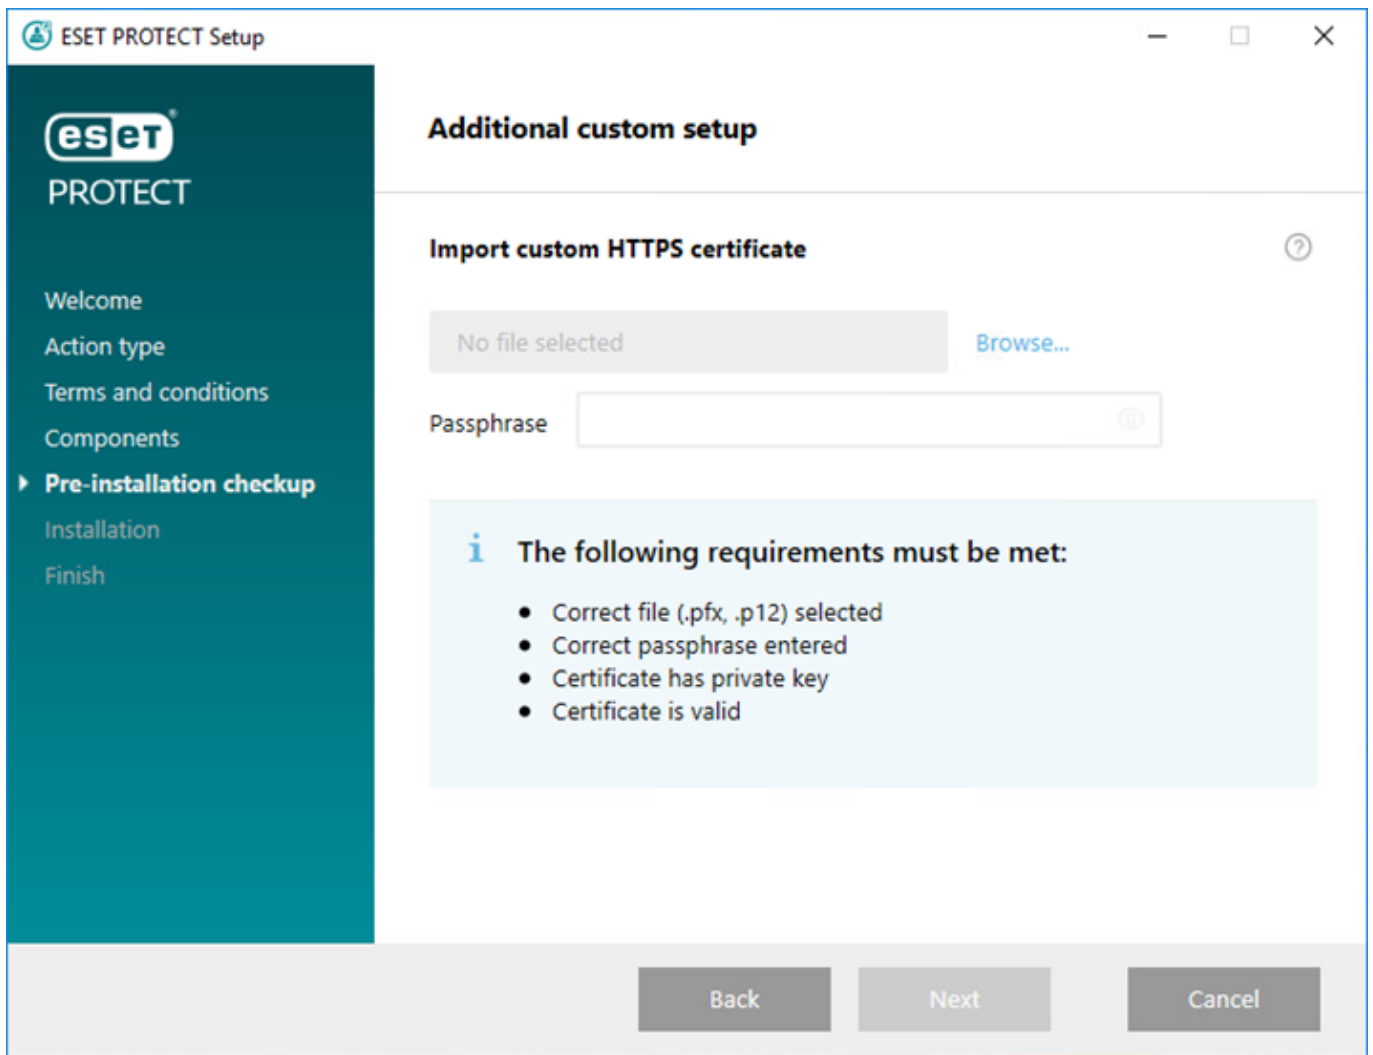 ESET PROTECT Setup
eset®
PROTECT
Welcome
Action type
Terms and conditions
Components
Pre-installation checkup
Installation
Finish
Additional custom setup
Import custom HTTPS certificate
No file selected
Browse...
Passphrase
i The following requirements must be met:
• Correct file (.pfx, .p12) selected
• Correct passphrase entered
• Certificate has private key
• Certificate is valid
Back Next Cancel